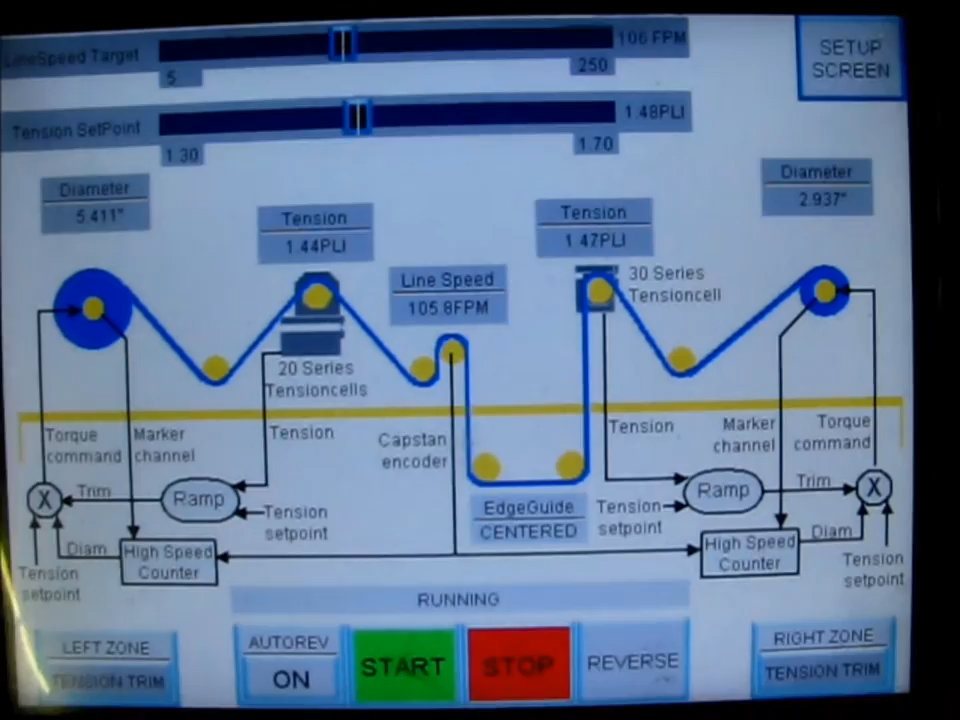 LineSpeed Target
106 FPM
5
250
SETUP
SCREEN
Tension SetPoint
1.48PLI
1.30
1.70
Diameter
5.411"
Tension
1.44PLI
Line Speed
105.8FPM
Tension
1.47PLI
Diameter
2.937"
30 Series
Tensioncell
20 Series
Tensioncells
Torque
command
Marker
channel
Tension
Capstan
encoder
Tension
Marker
channel
Torque
command
X
Trim
Ramp
Tension
setpoint
EdgeGuide
CENTERED
Tension
setpoint
Ramp
Trim
X
Diam
High Speed
Counter
High Speed
Counter
Diam
Tension
setpoint
Tension
setpoint
RUNNING
LEFT ZONE
TENSION TRIM
AUTOREV
ON
START
STOP
REVERSE
RIGHT ZONE
TENSION TRIM